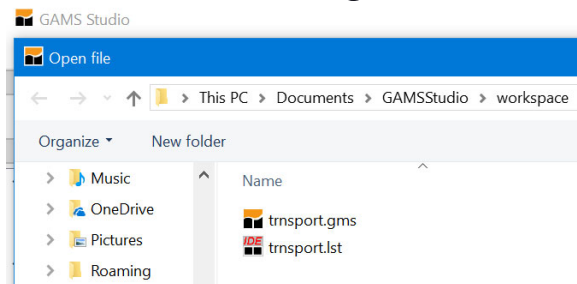 GAMS Studio
Open file
This PC > Documents > GAMSStudio > workspace
Organize New folder
Music
Name
OneDrive
trnsport.gms
Pictures
IDE trnsport.lst
Roaming